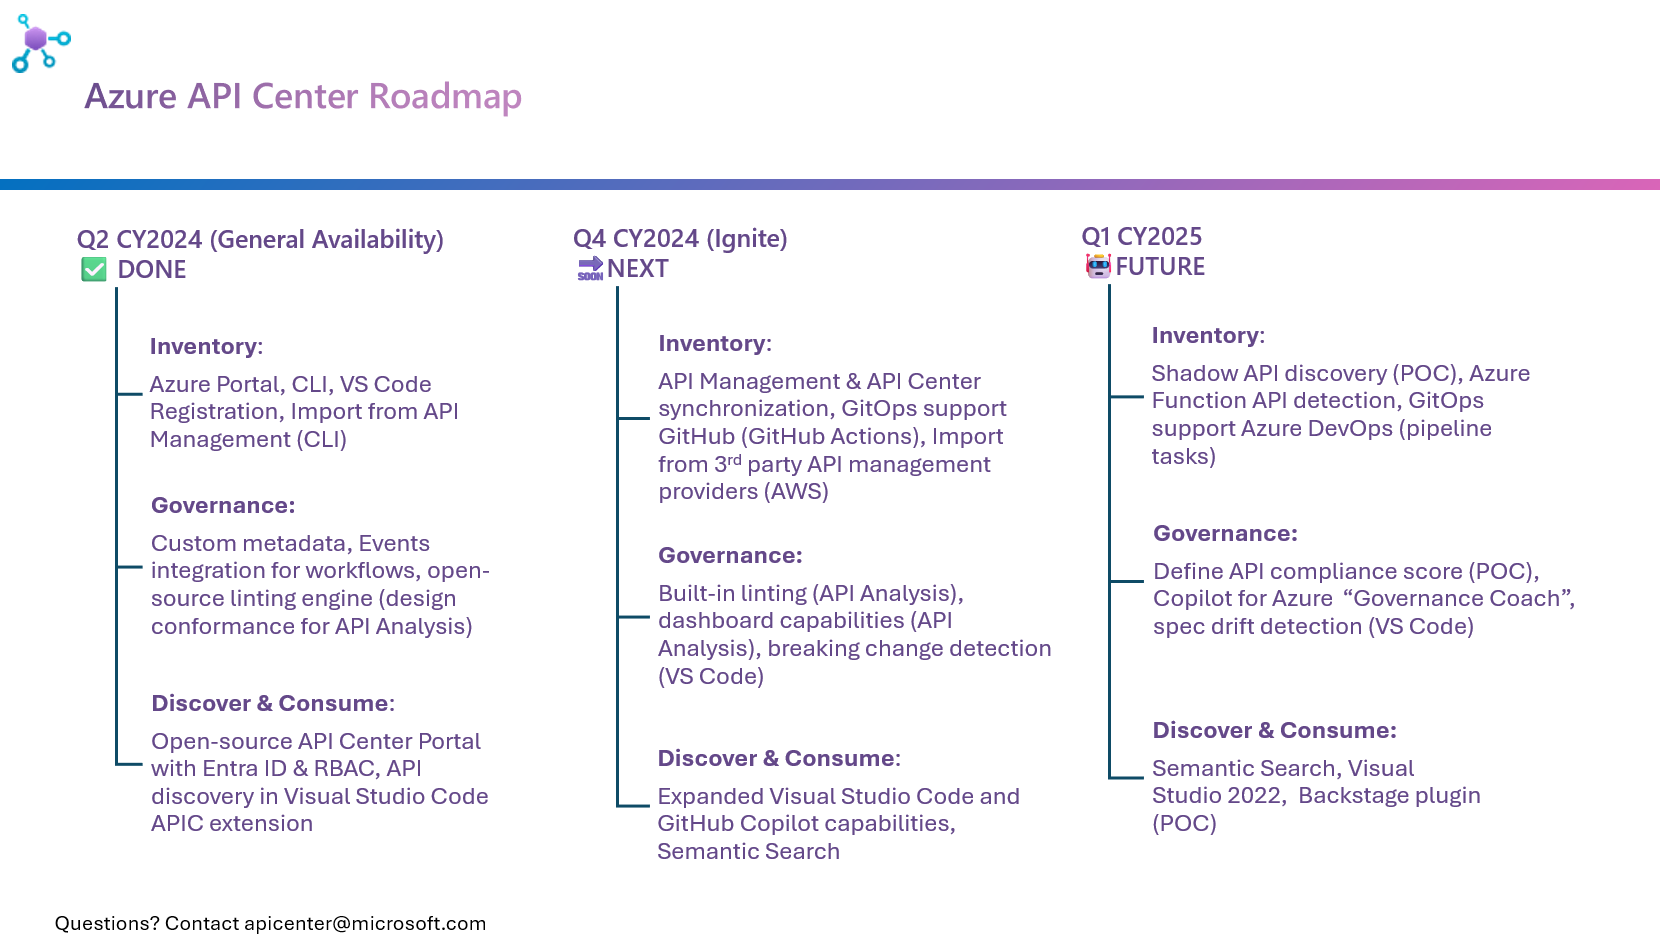 Azure API Center Roadmap
Q2 CY2024 (General Availability)
✅ DONE
Inventory:
Azure Portal, CLI, VS Code
Registration, Import from API
Management (CLI)
Governance:
Custom metadata, Events
integration for workflows, open-
source linting engine (design
conformance for API Analysis)
Discover & Consume:
Open-source API Center Portal
with Entra ID & RBAC, API
discovery in Visual Studio Code
APIC extension
Q4 CY2024 (Ignite)
🔜 NEXT
Inventory:
API Management & API Center
synchronization, GitOps support
GitHub (GitHub Actions), Import
from 3rd party API management
providers (AWS)
Governance:
Built-in linting (API Analysis),
dashboard capabilities (API
Analysis), breaking change detection
(VS Code)
Discover & Consume:
Expanded Visual Studio Code and
GitHub Copilot capabilities,
Semantic Search
Q1 CY2025
🤖 FUTURE
Inventory:
Shadow API discovery (POC), Azure
Function API detection, GitOps
support Azure DevOps (pipeline
tasks)
Governance:
Define API compliance score (POC),
Copilot for Azure  “Governance Coach”,
spec drift detection (VS Code)
Discover & Consume:
Semantic Search, Visual
Studio 2022,  Backstage plugin
(POC)
Questions? Contact apicenter@microsoft.com